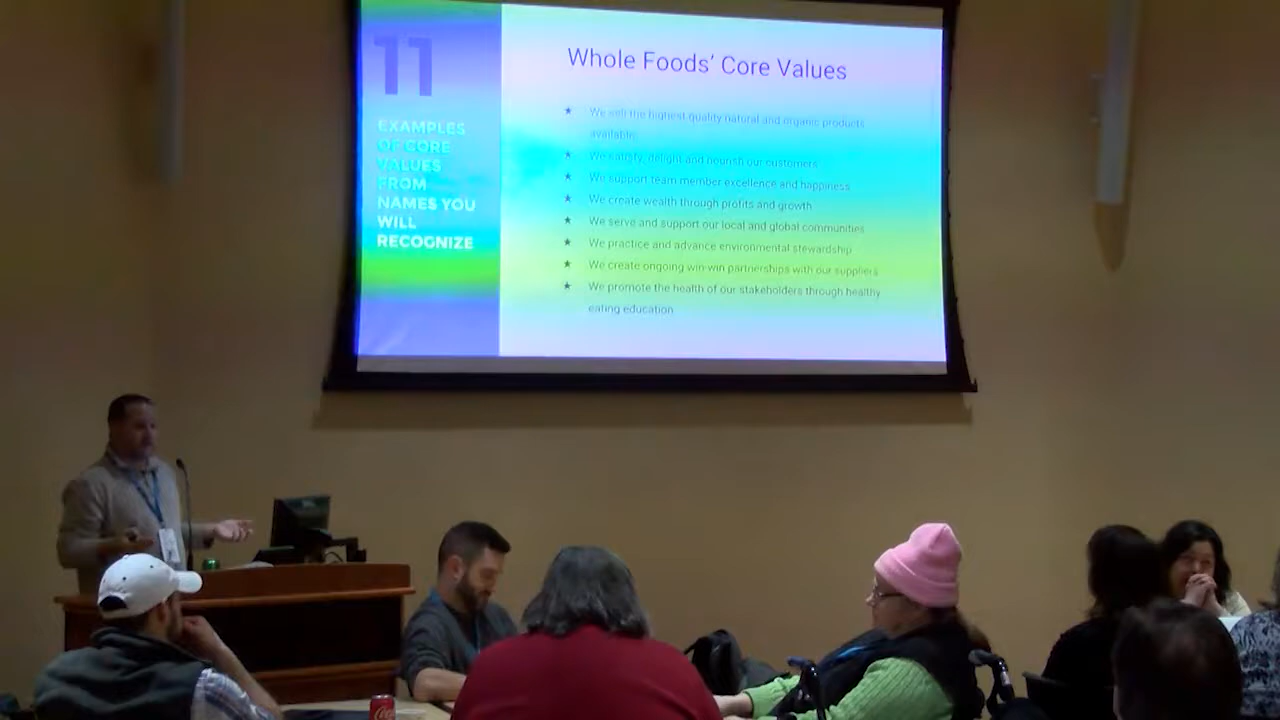 11
EXAMPLES
OF CORE
VALUES
FROM
NAMES YOU
WILL
RECOGNIZE
Whole Foods' Core Values
★ We sell the highest quality natural and organic products
available
★ We satisfy, delight and nourish our customers
★ We support team member excellence and happiness
★ We create wealth through profits and growth
★ We serve and support our local and global communities
★ We practice and advance environmental stewardship
★ We create ongoing win-win partnerships with our suppliers
★ We promote the health of our stakeholders through healthy
eating education